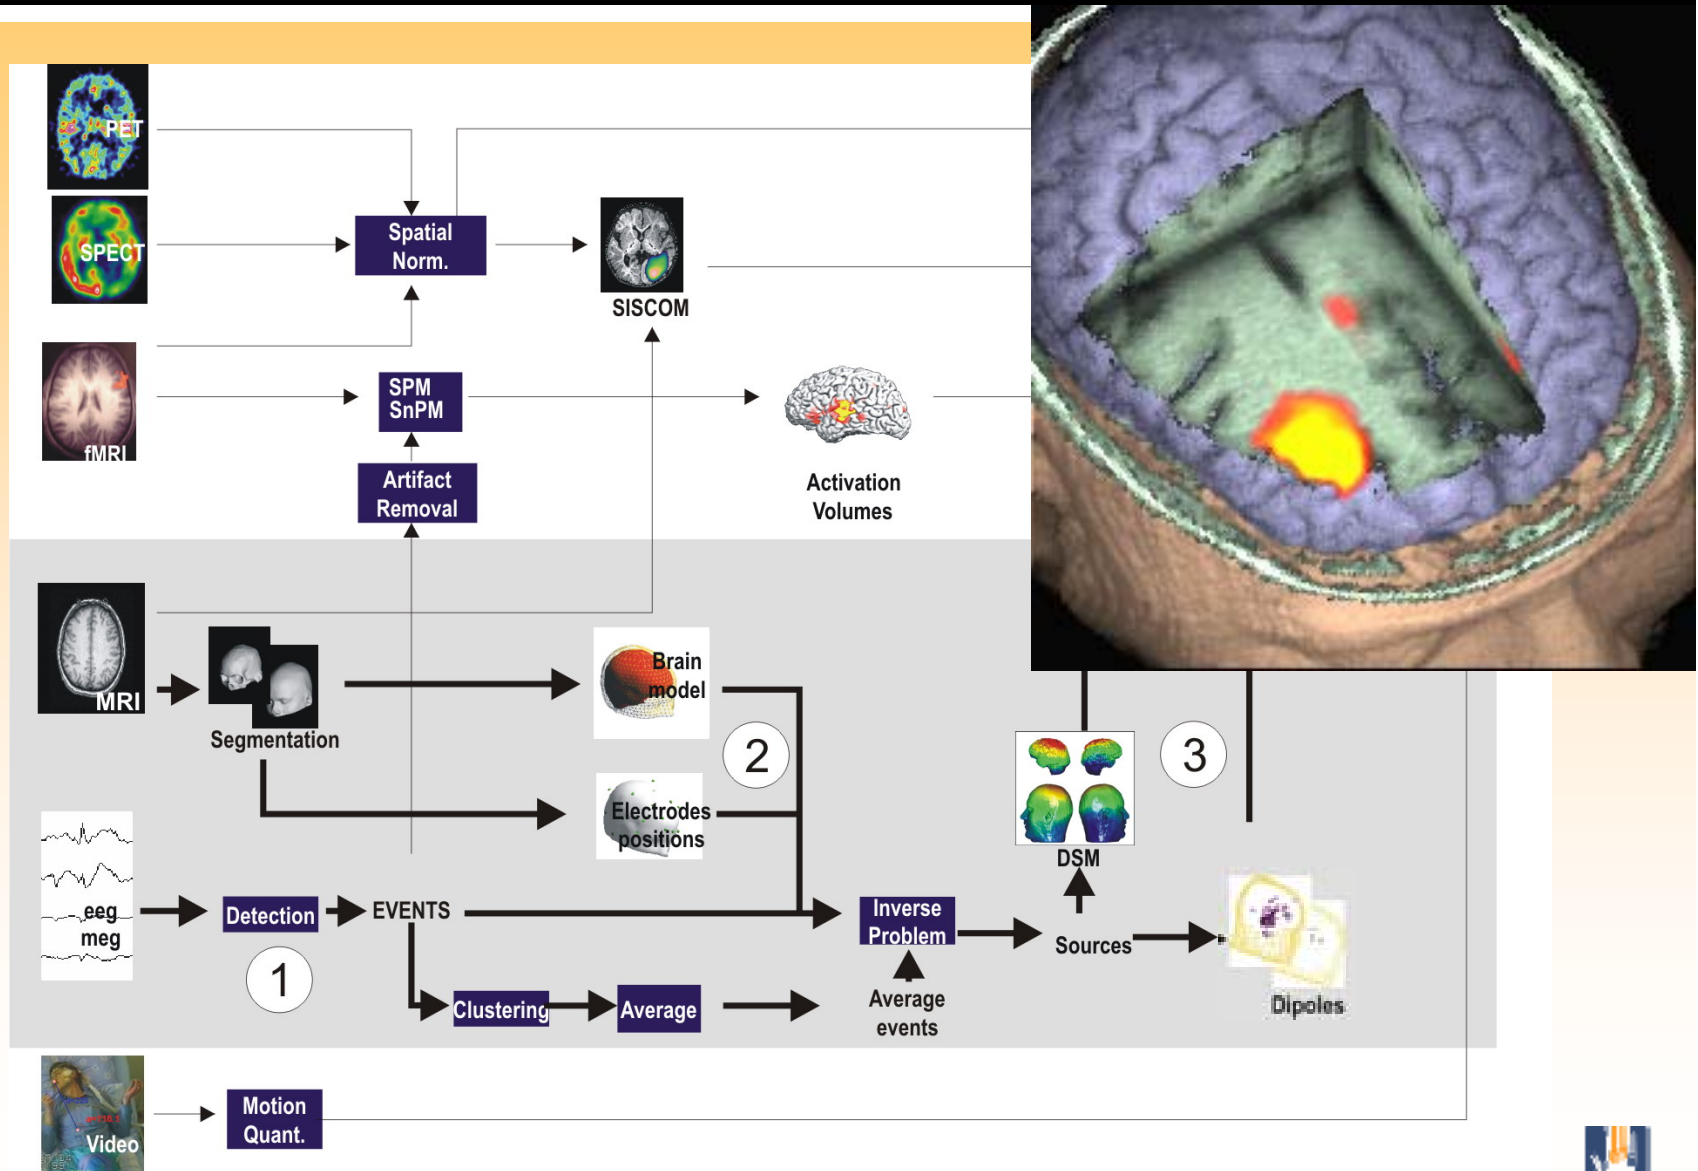 PET
SPECT
Spatial
Norm.
SISCOM
fMRI
SPM
SnPM
Artifact
Removal
Activation
Volumes
MRI
Segmentation
Brain
model
2
3
Electrodes
positions
DSM
eeg
meg
Detection
EVENTS
Inverse
Problem
Sources
1
Clustering
Average
Average
events
Dipoles
Video
Motion
Quant.